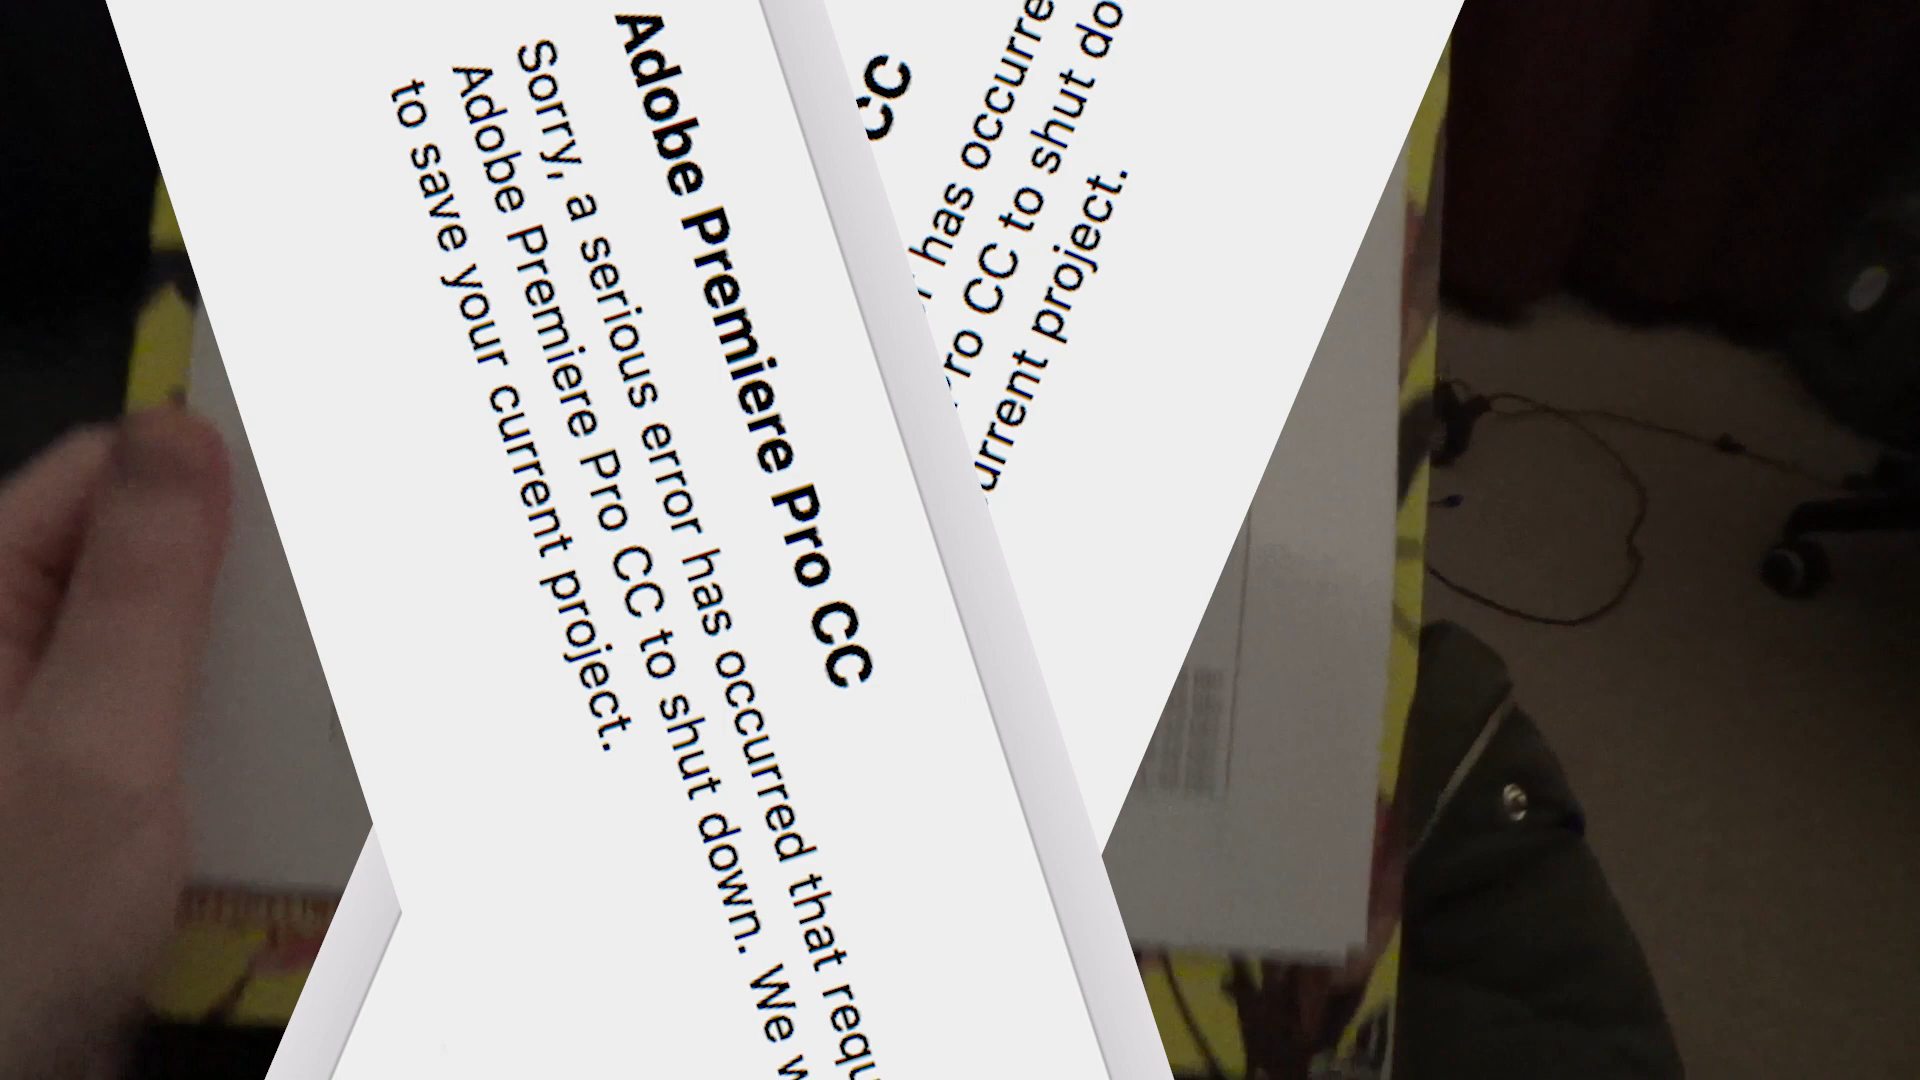 Adobe Premiere Pro CC
Sorry, a serious error has occurred that requ
Adobe Premiere Pro CC to shut down. We w
to save your current project.
CC
has occurre
ro CC to shut do
urrent project.